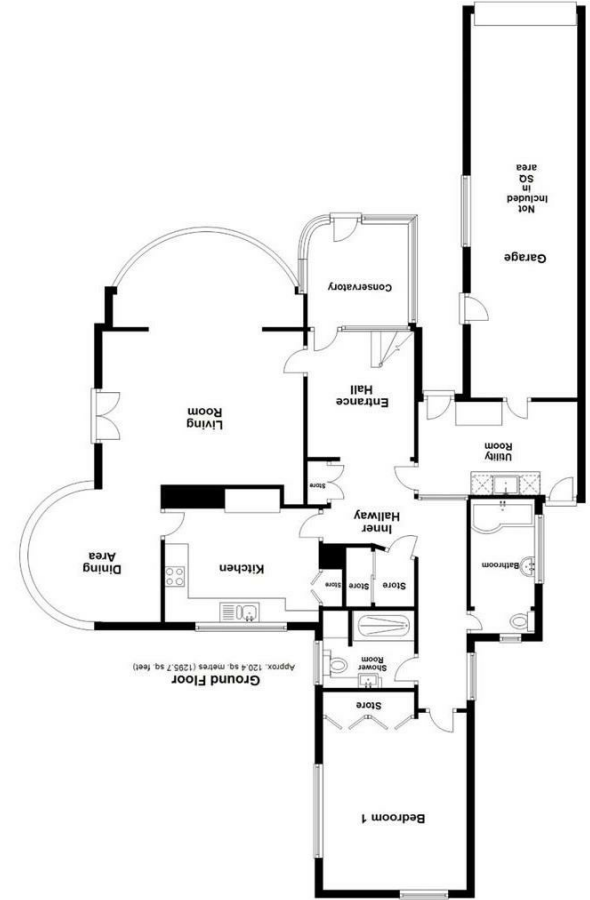 Ground Floor
Approx. 120.4 sq. metres (1295.7 sq. feet)
Bedroom 1
Store
Shower
Room
Kitchen
Dining
Area
Store
Store
Store
Bathroom
Inner
Hallway
Store
Utility
Room
Living
Room
Entrance
Hall
Conservatory
Garage
Not
Included
in
SQ
area